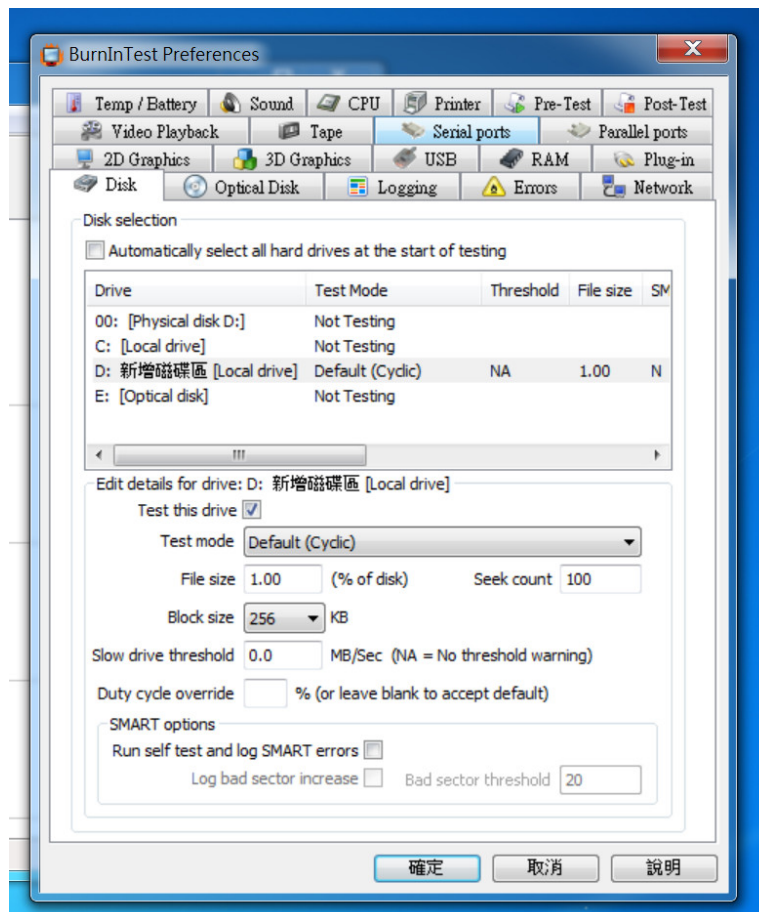 BurnInTest Preferences
Temp / Battery Sound CPU Printer Pre-Test Post-Test
Video Playback Tape Serial ports Parallel ports
2D Graphics 3D Graphics USB RAM Plug-in
Disk Optical Disk Logging Errors Network
Disk selection
Automatically select all hard drives at the start of testing
Drive Test Mode Threshold File size SM
00: [Physical disk D:] Not Testing
C: [Local drive] Not Testing
D: 新增磁碟區 [Local drive] Default (Cyclic) NA 1.00 N
E: [Optical disk] Not Testing
Edit details for drive: D: 新增磁碟區 [Local drive]
Test this drive
Test mode Default (Cyclic)
File size 1.00 (% of disk) Seek count 100
Block size 256 KB
Slow drive threshold 0.0 MB/Sec (NA = No threshold warning)
Duty cycle override % (or leave blank to accept default)
SMART options
Run self test and log SMART errors
Log bad sector increase Bad sector threshold 20
確定 取消 說明